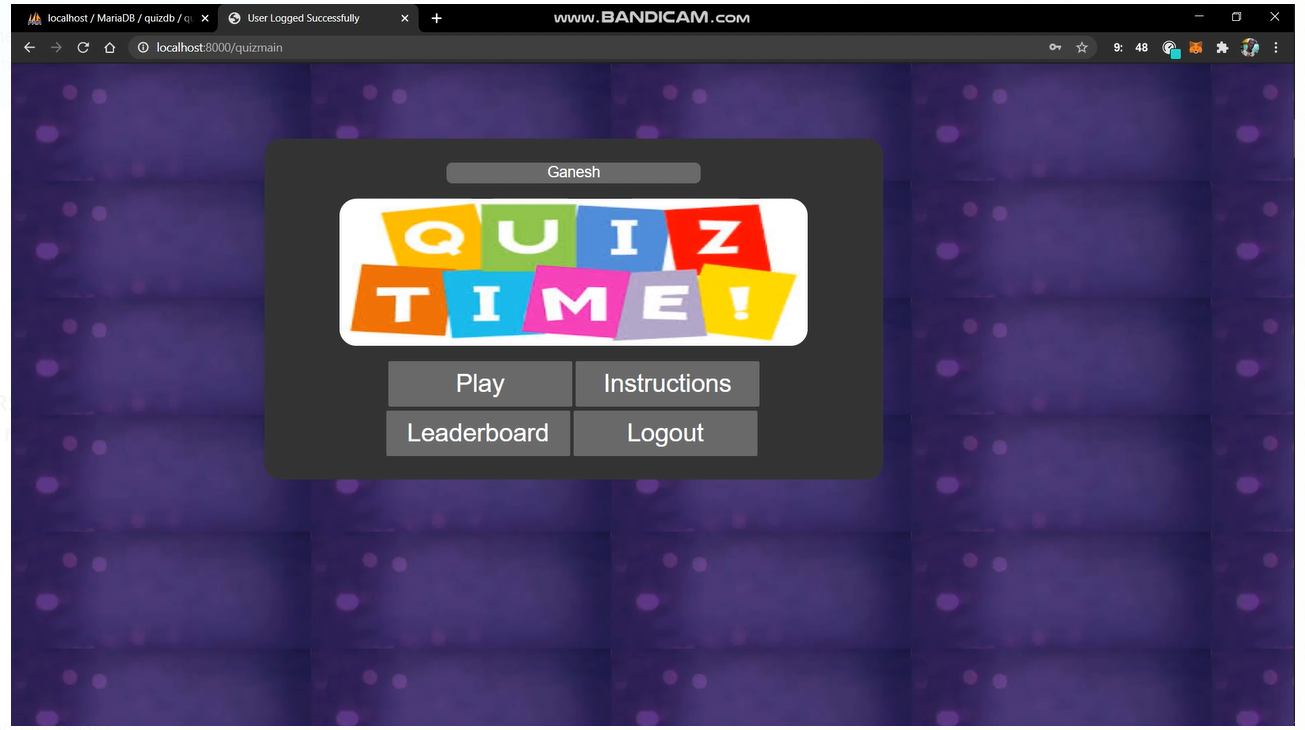 localhost / MariaDB / quizdb / qu
User Logged Successfully
www.BANDICAM.com
localhost:8000/quizmain
9: 48
Ganesh
QUIZ
TIME!
Play Instructions
Leaderboard Logout